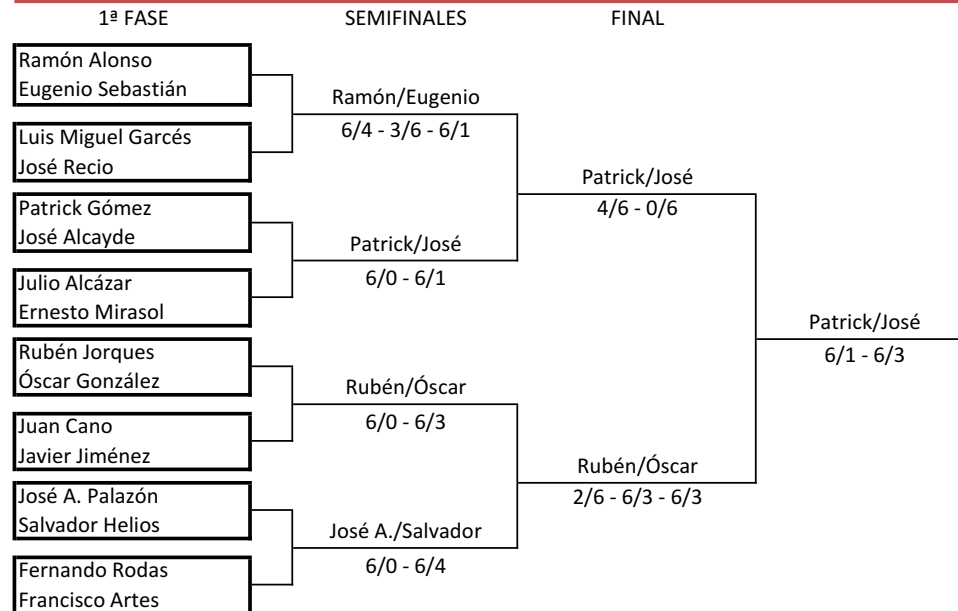 1ª FASE
SEMIFINALES
FINAL
Ramón Alonso
Eugenio Sebastián
Luis Miguel Garcés
José Recio
Patrick Gómez
José Alcayde
Julio Alcázar
Ernesto Mirasol
Rubén Jorques
Óscar González
Juan Cano
Javier Jiménez
José A. Palazón
Salvador Helios
Fernando Rodas
Francisco Artes
Ramón/Eugenio
6/4 - 3/6 - 6/1
Patrick/José
6/0 - 6/1
Rubén/Óscar
6/0 - 6/3
José A./Salvador
6/0 - 6/4
Patrick/José
4/6 - 0/6
Rubén/Óscar
2/6 - 6/3 - 6/3
Patrick/José
6/1 - 6/3